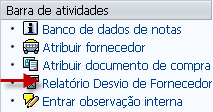 Barra de atividades
Banco de dados de notas
Atribuir fornecedor
Atribuir documento de compra
Relatório Desvio de Fornecedor
Entrar observação interna